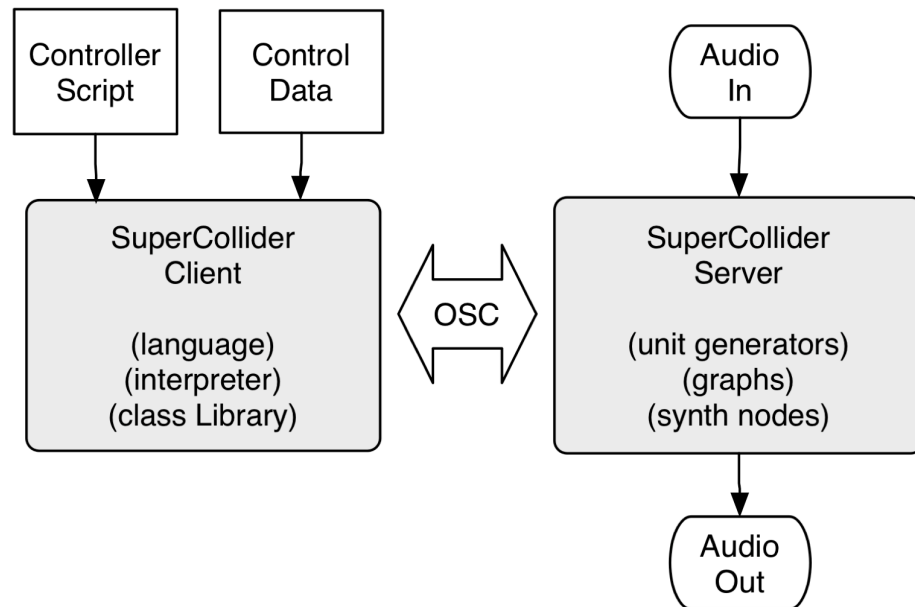 Controller
Script
Control
Data
Audio
In
SuperCollider
Client
(language)
(interpreter)
(class Library)
OSC
SuperCollider
Server
(unit generators)
(graphs)
(synth nodes)
Audio
Out